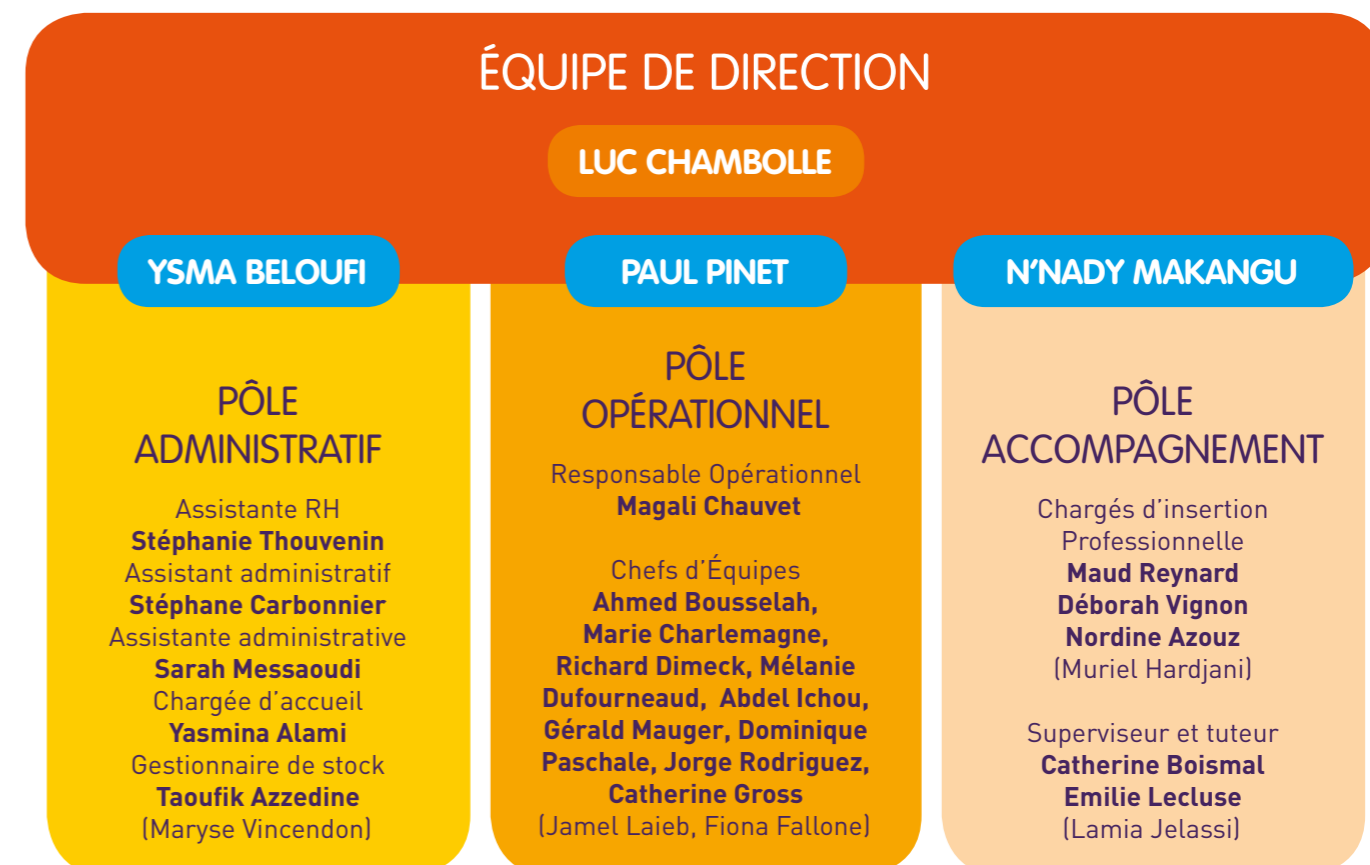 ÉQUIPE DE DIRECTION
LUC CHAMBOLLE
YSMA BELOUFI
PÔLE
ADMINISTRATIF
Assistante RH
Stéphanie Thouvenin
Assistant administratif
Stéphane Carbonnier
Assistante administrative
Sarah Messaoudi
Chargée d’accueil
Yasmina Alami
Gestionnaire de stock
Taoufik Azzedine
(Maryse Vincendon)
PAUL PINET
PÔLE
OPÉRATIONNEL
Responsable Opérationnel
Magali Chauvet
Chefs d’Équipes
Ahmed Bousselah,
Marie Charlemagne,
Richard Dimeck, Mélanie
Dufourneaud, Abdel Ichou,
Gérald Mauger, Dominique
Paschale, Jorge Rodriguez,
Catherine Gross
(Jamel Laieb, Fiona Fallone)
N’NADY MAKANGU
PÔLE
ACCOMPAGNEMENT
Chargés d’insertion
Professionnelle
Maud Reynard
Déborah Vignon
Nordine Azouz
(Muriel Hardjani)
Superviseur et tuteur
Catherine Boismal
Emilie Lecluse
(Lamia Jelassi)